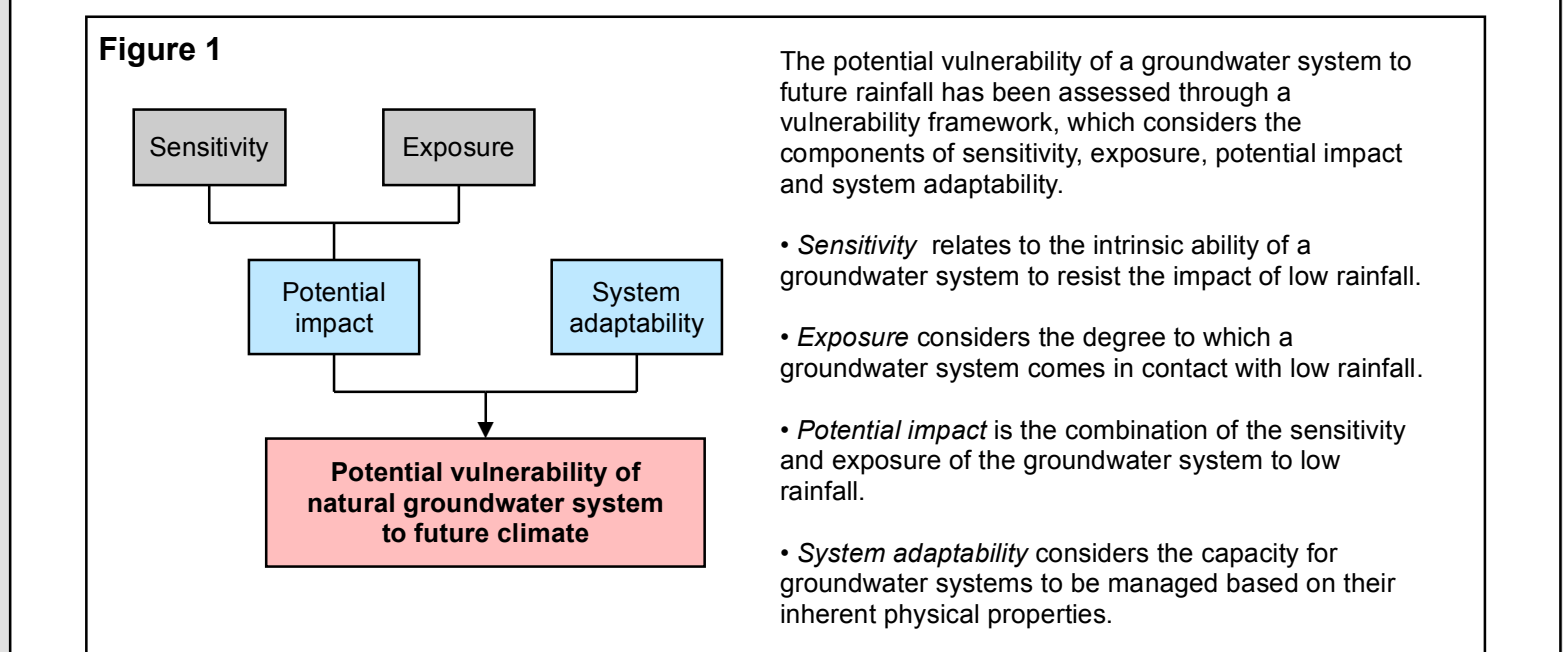 Figure 1
Sensitivity
Exposure
Potential
impact
System
adaptability
Potential vulnerability of
natural groundwater system
to future climate
The potential vulnerability of a groundwater system to
future rainfall has been assessed through a
vulnerability framework, which considers the
components of sensitivity, exposure, potential impact
and system adaptability.
• Sensitivity relates to the intrinsic ability of a
groundwater system to resist the impact of low rainfall.
• Exposure considers the degree to which a
groundwater system comes in contact with low rainfall.
• Potential impact is the combination of the sensitivity
and exposure of the groundwater system to low
rainfall.
• System adaptability considers the capacity for
groundwater systems to be managed based on their
inherent physical properties.